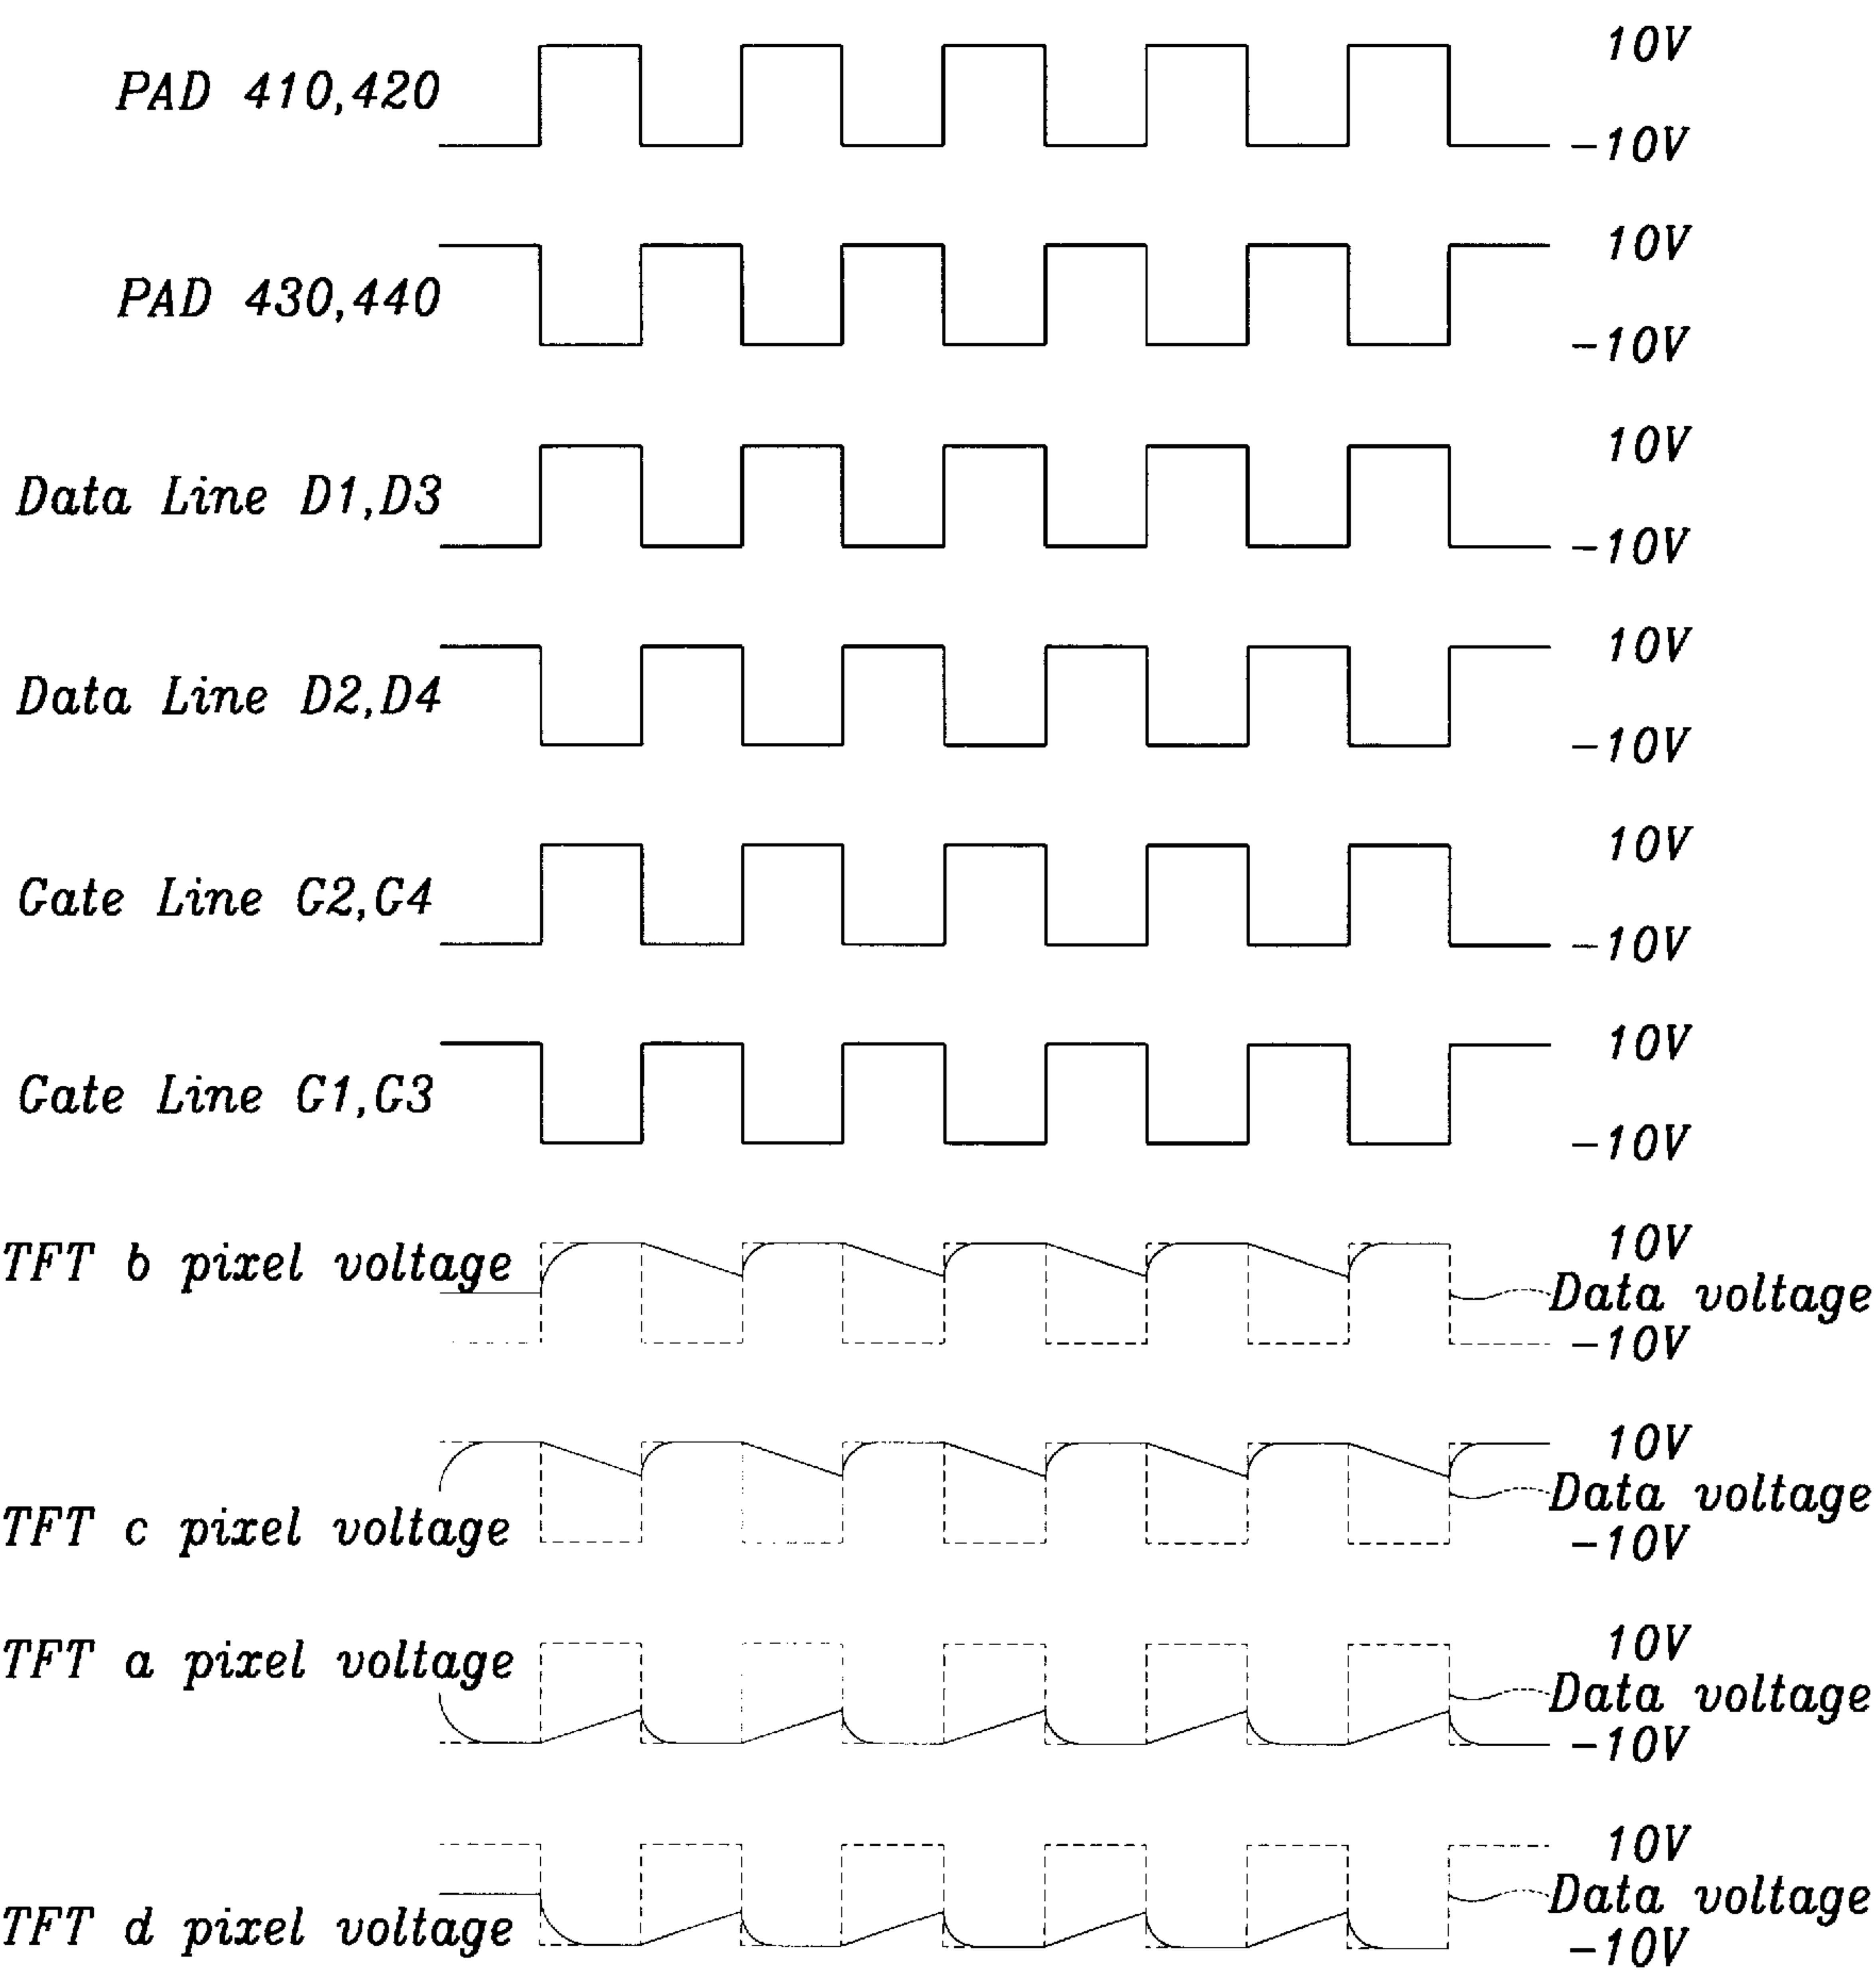 10V
PAD 410,420
-10V
10V
PAD 430,440
-10V
10V
Data Line D1,D3
-10V
10V
Data Line D2,D4
-10V
10V
Gate Line G2,G4
-10V
10V
Gate Line G1,G3
-10V
10V
TFT b pixel voltage
Data voltage
-10V
10V
Data voltage
TFT c pixel voltage
-10V
10V
TFT a pixel voltage
Data voltage
-10V
10V
Data voltage
TFT d pixel voltage
-10V